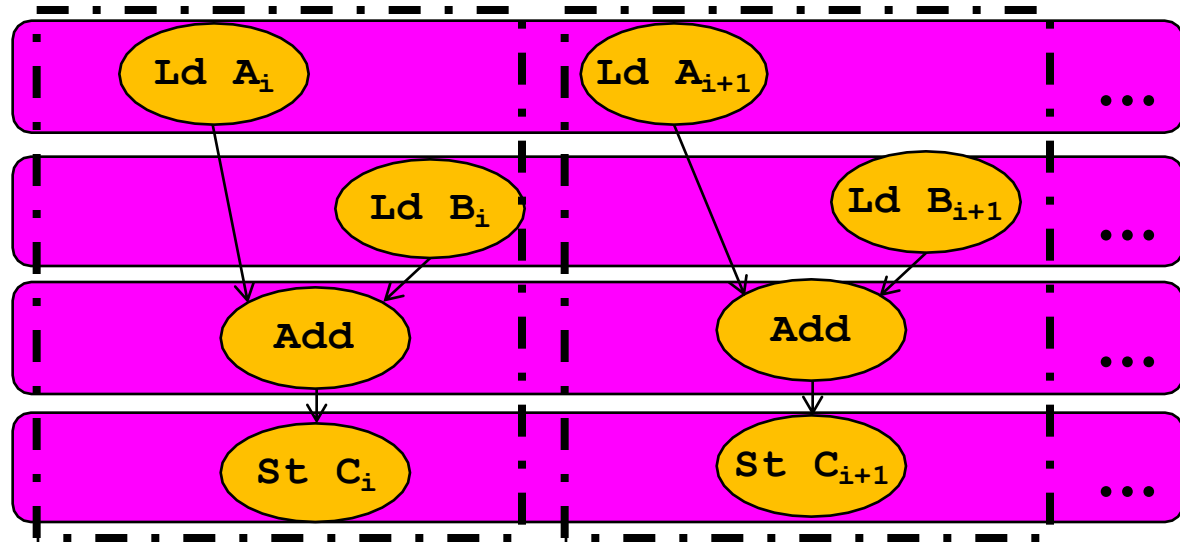 Ld Aᵢ Ld Aᵢ₊₁ ...
Ld Bᵢ Ld Bᵢ₊₁ ...
Add Add ...
St Cᵢ St Cᵢ₊₁ ...